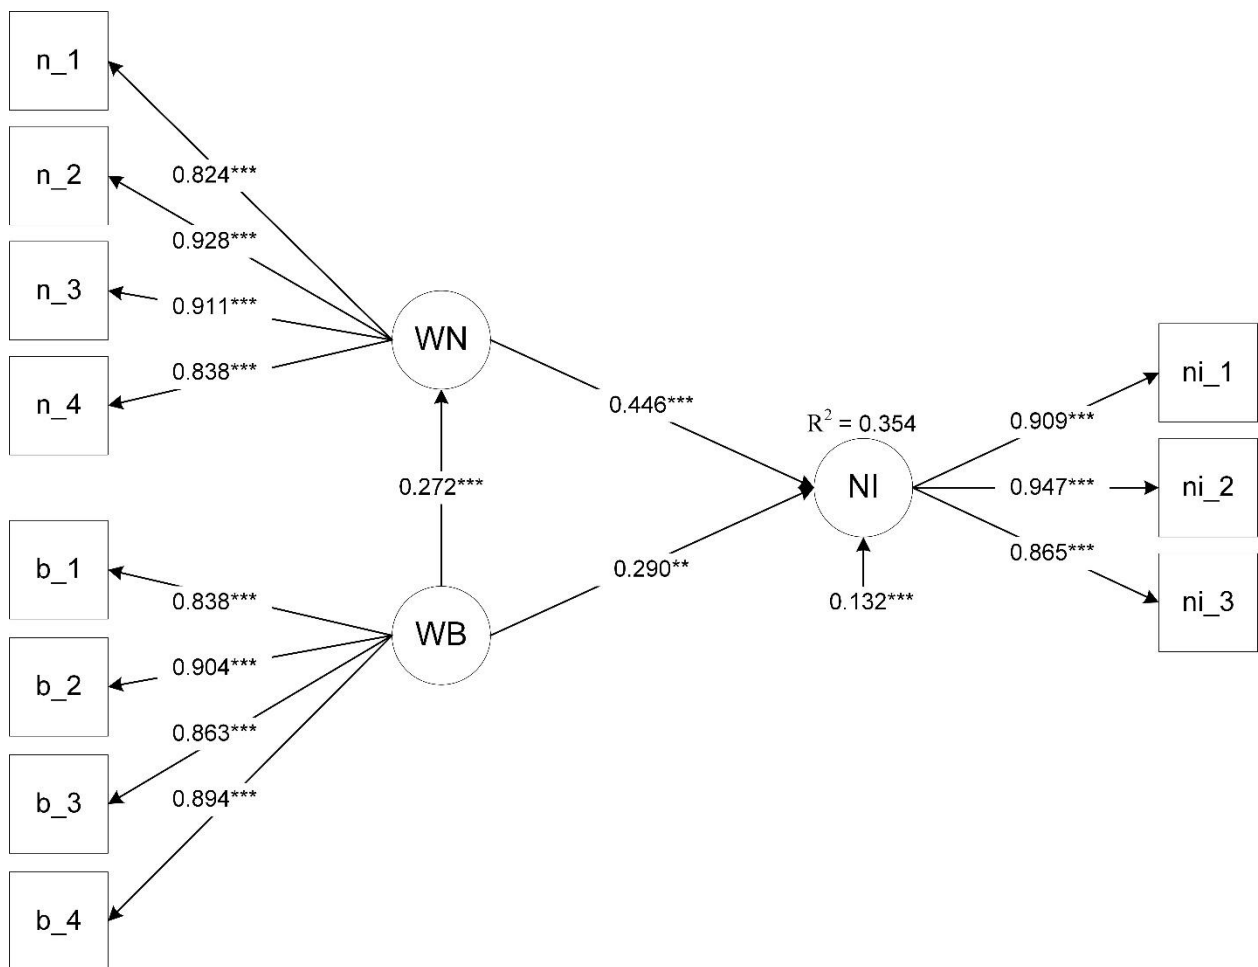 n_1
n_2
n_3
n_4
0.824***
0.928***
0.911***
0.838***
WN
0.446***
0.272***
b_1
b_2
b_3
b_4
0.838***
0.904***
0.863***
0.894***
WB
0.290**
R² = 0.354
NI
0.132***
0.909***
0.947***
0.865***
ni_1
ni_2
ni_3